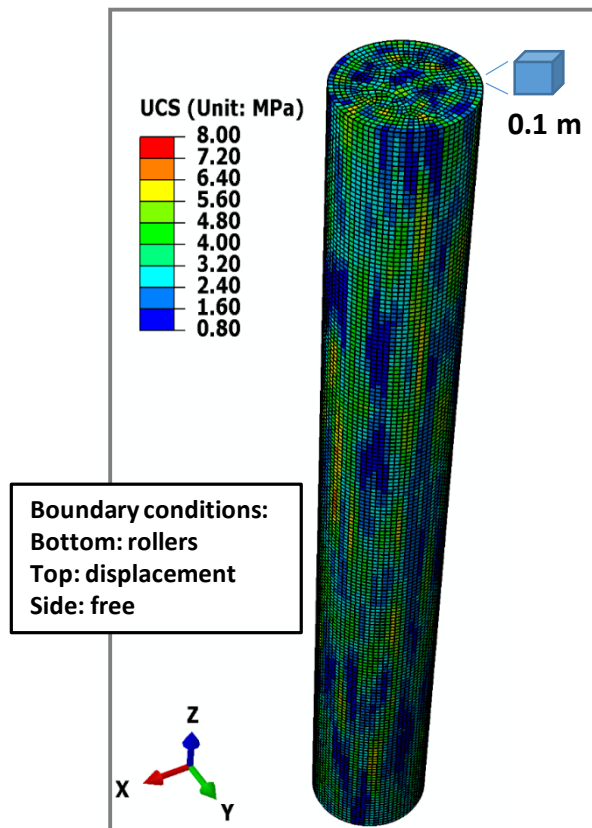 UCS (Unit: MPa)
8.00
7.20
6.40
5.60
4.80
4.00
3.20
2.40
1.60
0.80
0.1 m
Boundary conditions:
Bottom: rollers
Top: displacement
Side: free
Z
X
Y